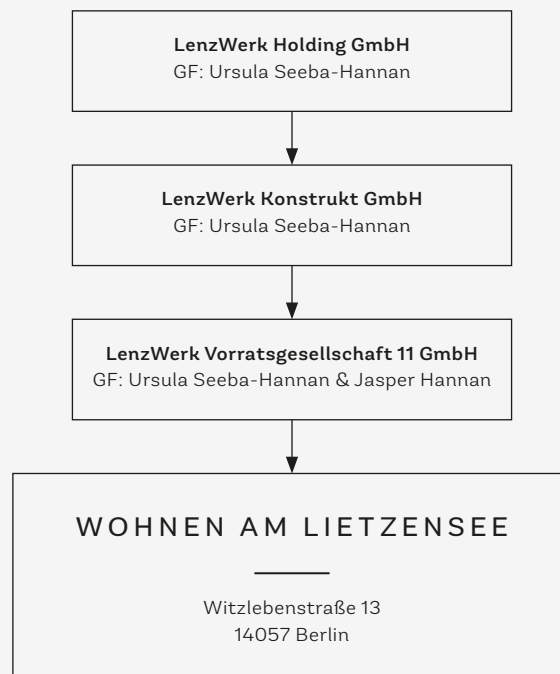 LenzWerk Holding GmbH
GF: Ursula Seeba-Hannan
LenzWerk Konstrukt GmbH
GF: Ursula Seeba-Hannan
LenzWerk Vorratsgesellschaft 11 GmbH
GF: Ursula Seeba-Hannan & Jasper Hannan
WOHNEN AM LIETZENSEE
Witzlebenstraße 13
14057 Berlin